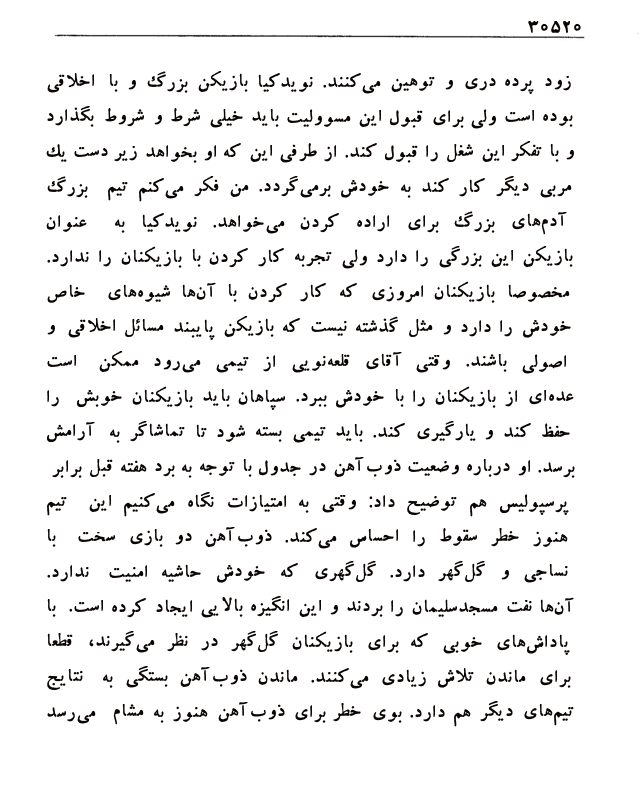 ۳۰۵۲۰
زود پرده دری و توهین می‌کنند. نویدکیا بازیکن بزرگ و با اخلاقی
بوده است ولی برای قبول این مسوولیت باید خیلی شرط و شروط بگذارد
و با تفکر این شغل را قبول کند. از طرفی این که او بخواهد زیر دست یك
مربی دیگر کار کند به خودش برمی‌گردد. من فکر می‌کنم تیم بزرگ
آدم‌های بزرگ برای اراده کردن می‌خواهد. نویدکیا به عنوان
بازیکن این بزرگی را دارد ولی تجربه کار کردن با بازیکنان را ندارد.
مخصوصا بازیکنان امروزی که کار کردن با آن‌ها شیوه‌های خاص
خودش را دارد و مثل گذشته نیست که بازیکن پایبند مسائل اخلاقی و
اصولی باشند. وقتی آقای قلعه‌نویی از تیمی می‌رود ممکن است
عده‌ای از بازیکنان را با خودش ببرد. سپاهان باید بازیکنان خوبش را
حفظ کند و یارگیری کند. باید تیمی بسته شود تا تماشاگر به آرامش
برسد. او درباره وضعیت ذوب‌آهن در جدول با توجه به برد هفته قبل برابر
پرسپولیس هم توضیح داد: وقتی به امتیازات نگاه می‌کنیم این تیم
هنوز خطر سقوط را احساس می‌کند. ذوب‌آهن دو بازی سخت با
نساجی و گل‌گهر دارد. گل‌گهری که خودش حاشیه امنیت ندارد.
آن‌ها نفت مسجدسلیمان را بردند و این انگیزه بالایی ایجاد کرده است. با
پاداش‌های خوبی که برای بازیکنان گل‌گهر در نظر می‌گیرند، قطعا
برای ماندن تلاش زیادی می‌کنند. ماندن ذوب‌آهن بستگی به نتایج
تیم‌های دیگر هم دارد. بوی خطر برای ذوب‌آهن هنوز به مشام می‌رسد